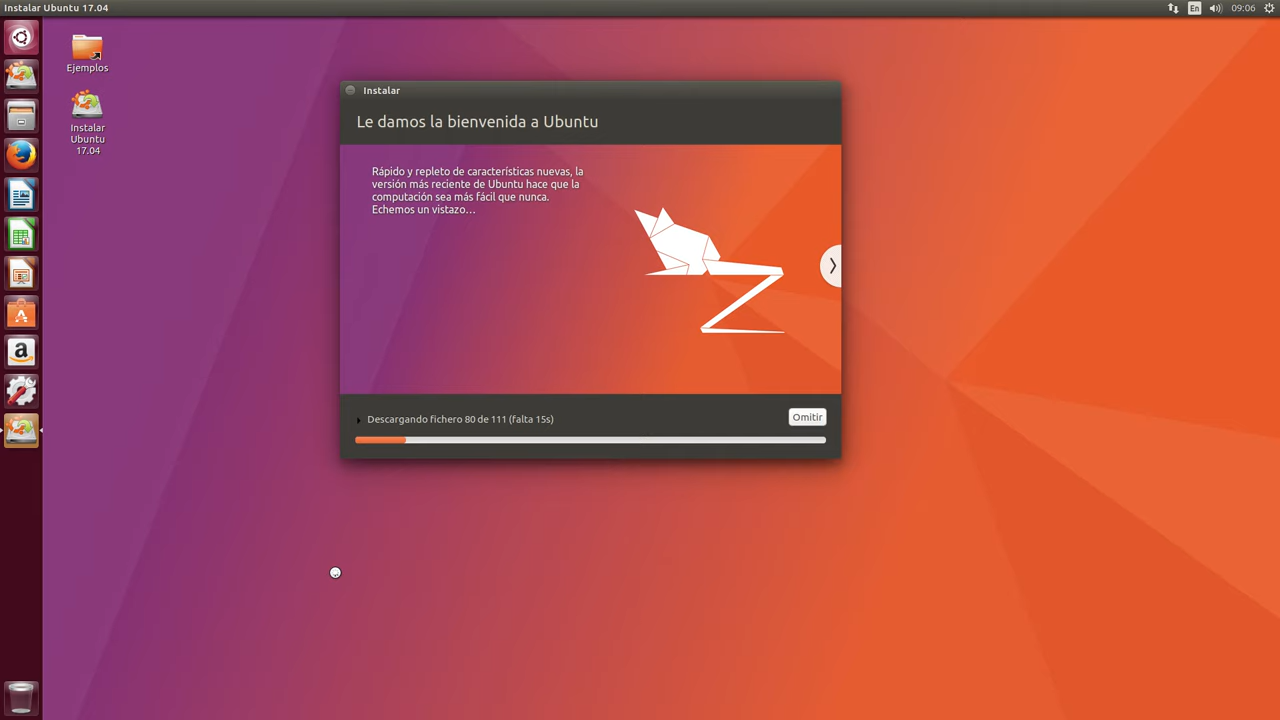 Instalar Ubuntu 17.04
En
09:06
Ejemplos
Instalar
Ubuntu
17.04
Instalar
Le damos la bienvenida a Ubuntu
Rápido y repleto de características nuevas, la
versión más reciente de Ubuntu hace que la
computación sea más fácil que nunca.
Echemos un vistazo...
Descargando fichero 80 de 111 (falta 15s)
Omitir